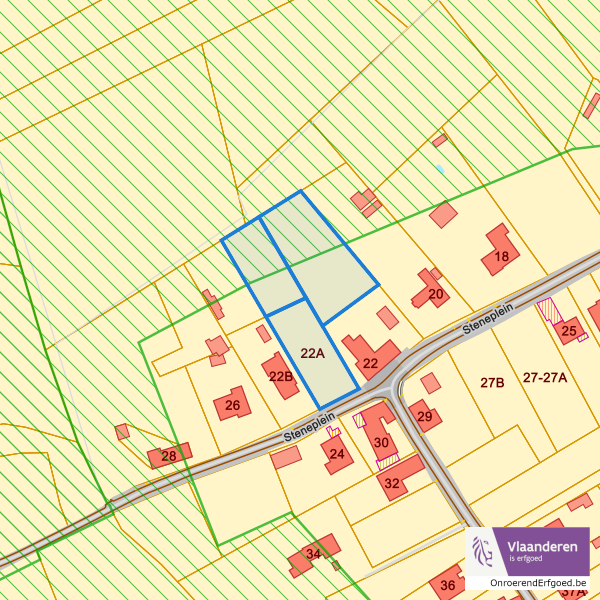 18
20
Steneplein
25
22A
22
22B
27-27A
27B
26
29
Steneplein
30
24
28
32
34
36
37A
Vlaanderen
is erfgoed
OnroerendErfgoed.be